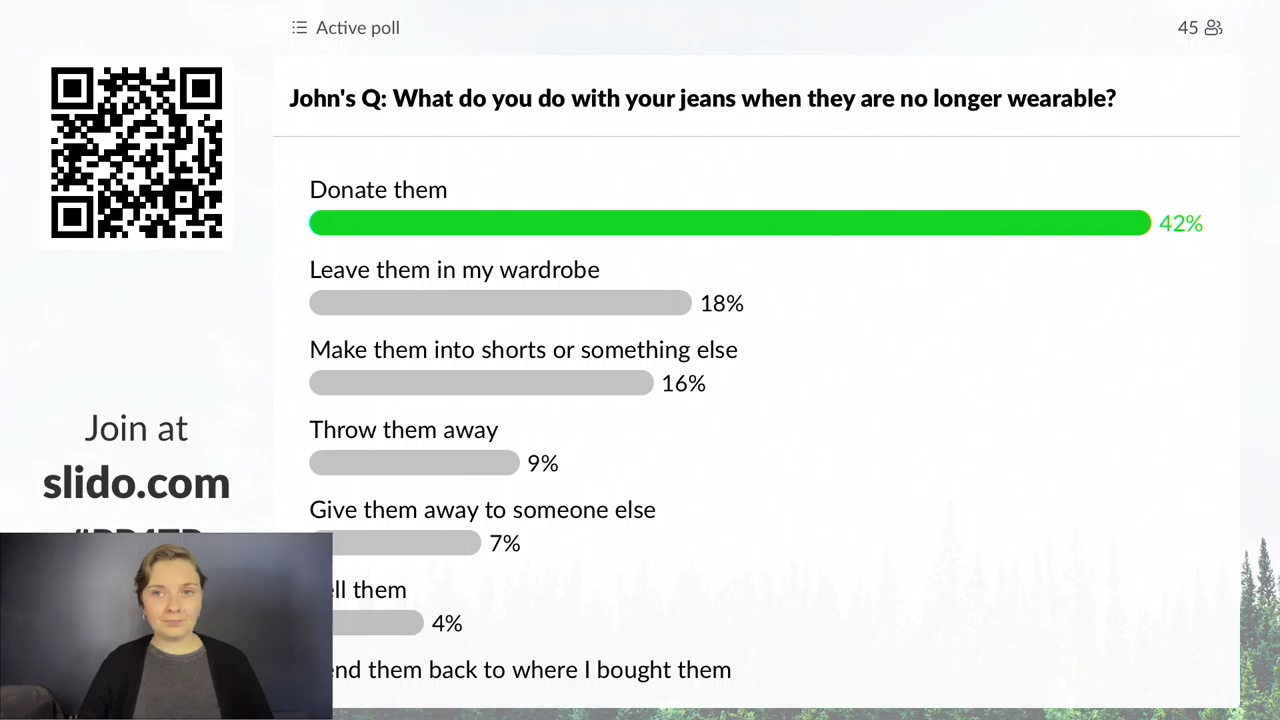 Active poll
45
John's Q: What do you do with your jeans when they are no longer wearable?
Donate them
42%
Leave them in my wardrobe
18%
Make them into shorts or something else
16%
Throw them away
9%
Give them away to someone else
7%
ell them
4%
end them back to where I bought them
Join at
slido.com